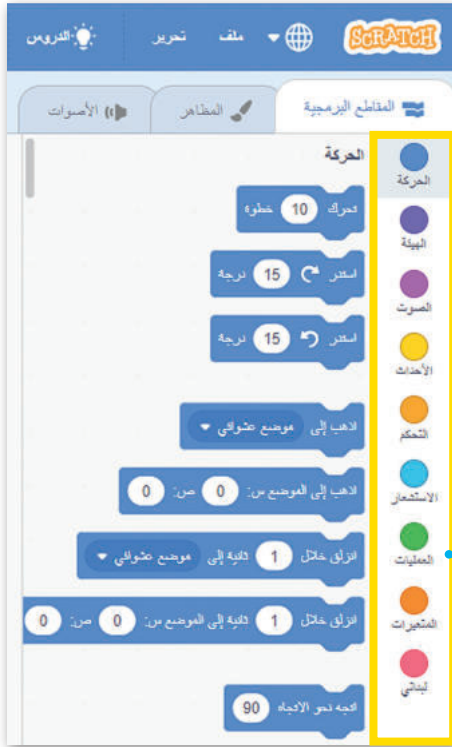 SCRATCH ملف تحرير الدروس
المقاطع البرمجية المظاهر الأصوات
الحركة
الهيئة
الصوت
الأحداث
التحكم
الاستشعار
العمليات
المتغيرات
لبناتي
الحركة
تحرك 10 خطوة
استدر 15 درجة
استدر 15 درجة
اذهب إلى موضع عشوائي
اذهب إلى الموضع س: 0 ص: 0
انزلق خلال 1 ثانية إلى موضع عشوائي
انزلق خلال 1 ثانية إلى الموضع س: 0 ص: 0
اتجه نحو الاتجاه 90